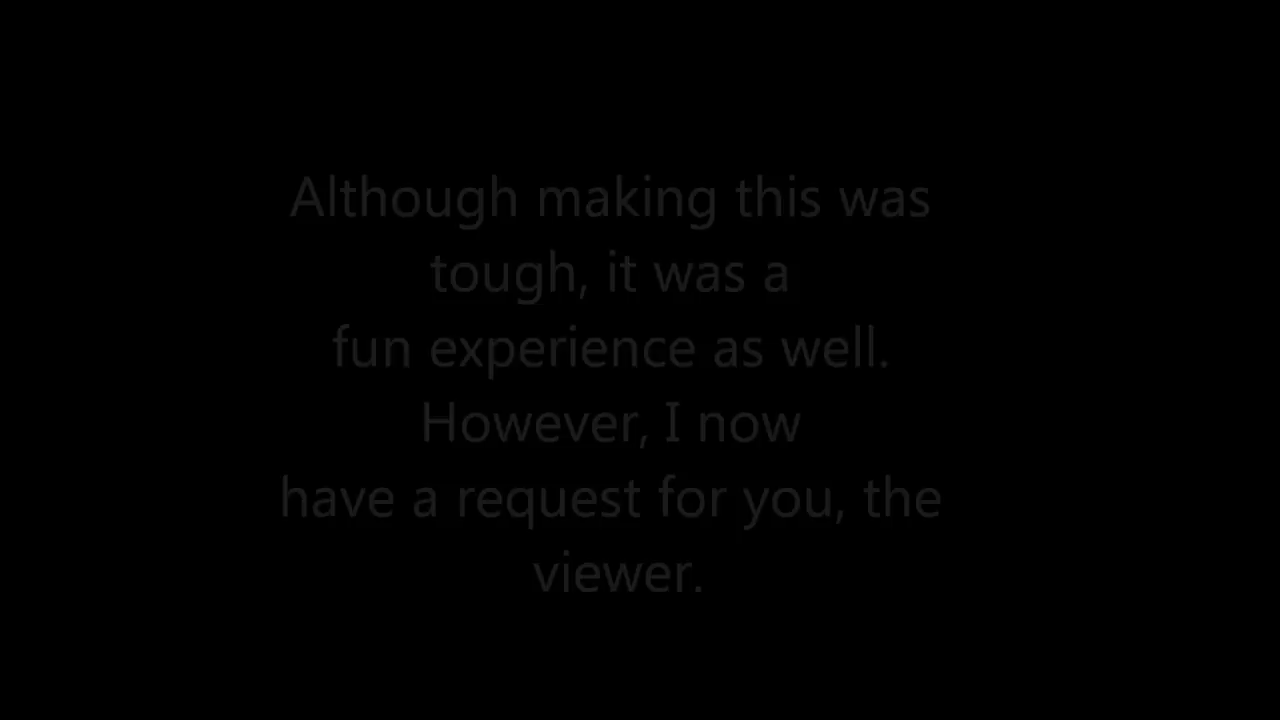 Although making this was
tough, it was a
fun experience as well.
However, I now
have a request for you, the
viewer.